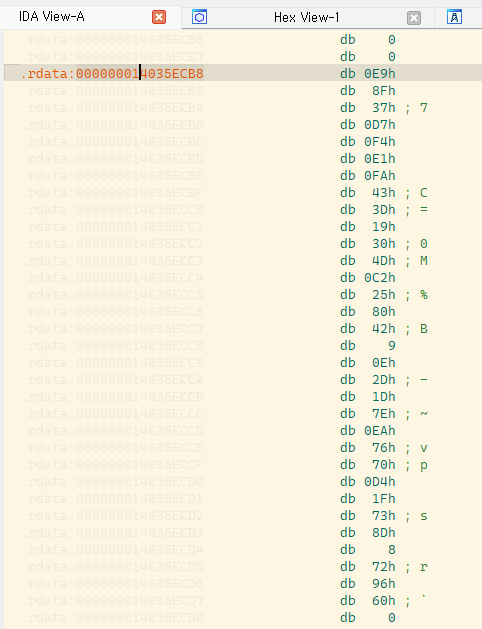 IDA View-A Hex View-1
.rdata:000000014035ECB6 db 0
.rdata:000000014035ECB7 db 0
.rdata:000000014035ECB8 db 0E9h
.rdata:000000014035ECB9 db 8Fh
.rdata:000000014035ECBA db 37h ; 7
.rdata:000000014035ECBB db 0D7h
.rdata:000000014035ECBC db 0F4h
.rdata:000000014035ECBD db 0E1h
.rdata:000000014035ECBE db 0FAh
.rdata:000000014035ECBF db 43h ; C
.rdata:000000014035ECC0 db 3Dh ; =
.rdata:000000014035ECC1 db 19h
.rdata:000000014035ECC2 db 30h ; 0
.rdata:000000014035ECC3 db 4Dh ; M
.rdata:000000014035ECC4 db 0C2h
.rdata:000000014035ECC5 db 25h ; %
.rdata:000000014035ECC6 db 80h
.rdata:000000014035ECC7 db 42h ; B
.rdata:000000014035ECC8 db 9
.rdata:000000014035ECC9 db 0Eh
.rdata:000000014035ECCA db 2Dh ; -
.rdata:000000014035ECCB db 1Dh
.rdata:000000014035ECCC db 7Eh ; ~
.rdata:000000014035ECCD db 0EAh
.rdata:000000014035ECCE db 76h ; v
.rdata:000000014035ECCF db 70h ; p
.rdata:000000014035ECD0 db 0D4h
.rdata:000000014035ECD1 db 1Fh
.rdata:000000014035ECD2 db 73h ; s
.rdata:000000014035ECD3 db 8Dh
.rdata:000000014035ECD4 db 8
.rdata:000000014035ECD5 db 72h ; r
.rdata:000000014035ECD6 db 96h
.rdata:000000014035ECD7 db 60h ; `
.rdata:000000014035ECD8 db 0